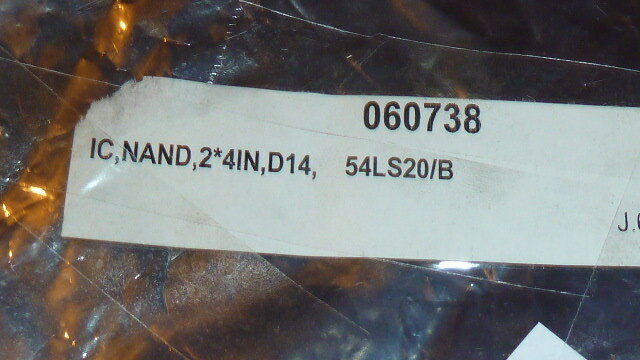 060738
IC,NAND,2*4IN,D14, 54LS20/B
J.